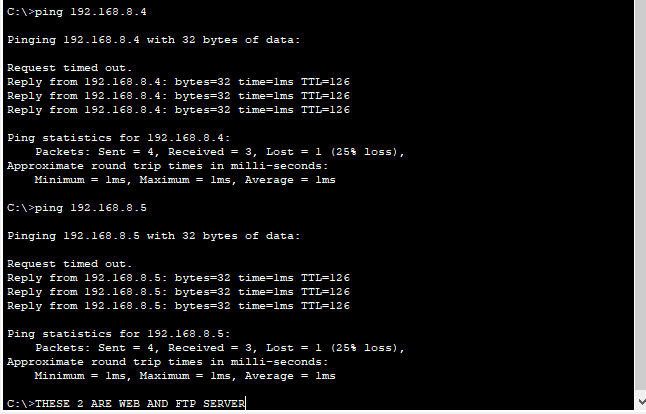 C:\>ping 192.168.8.4
Pinging 192.168.8.4 with 32 bytes of data:
Request timed out.
Reply from 192.168.8.4: bytes=32 time=1ms TTL=126
Reply from 192.168.8.4: bytes=32 time=1ms TTL=126
Reply from 192.168.8.4: bytes=32 time=1ms TTL=126
Ping statistics for 192.168.8.4:
Packets: Sent = 4, Received = 3, Lost = 1 (25% loss),
Approximate round trip times in milli-seconds:
Minimum = 1ms, Maximum = 1ms, Average = 1ms
C:\>ping 192.168.8.5
Pinging 192.168.8.5 with 32 bytes of data:
Request timed out.
Reply from 192.168.8.5: bytes=32 time=1ms TTL=126
Reply from 192.168.8.5: bytes=32 time=1ms TTL=126
Reply from 192.168.8.5: bytes=32 time=1ms TTL=126
Ping statistics for 192.168.8.5:
Packets: Sent = 4, Received = 3, Lost = 1 (25% loss),
Approximate round trip times in milli-seconds:
Minimum = 1ms, Maximum = 1ms, Average = 1ms
C:\>THESE 2 ARE WEB AND FTP SERVER